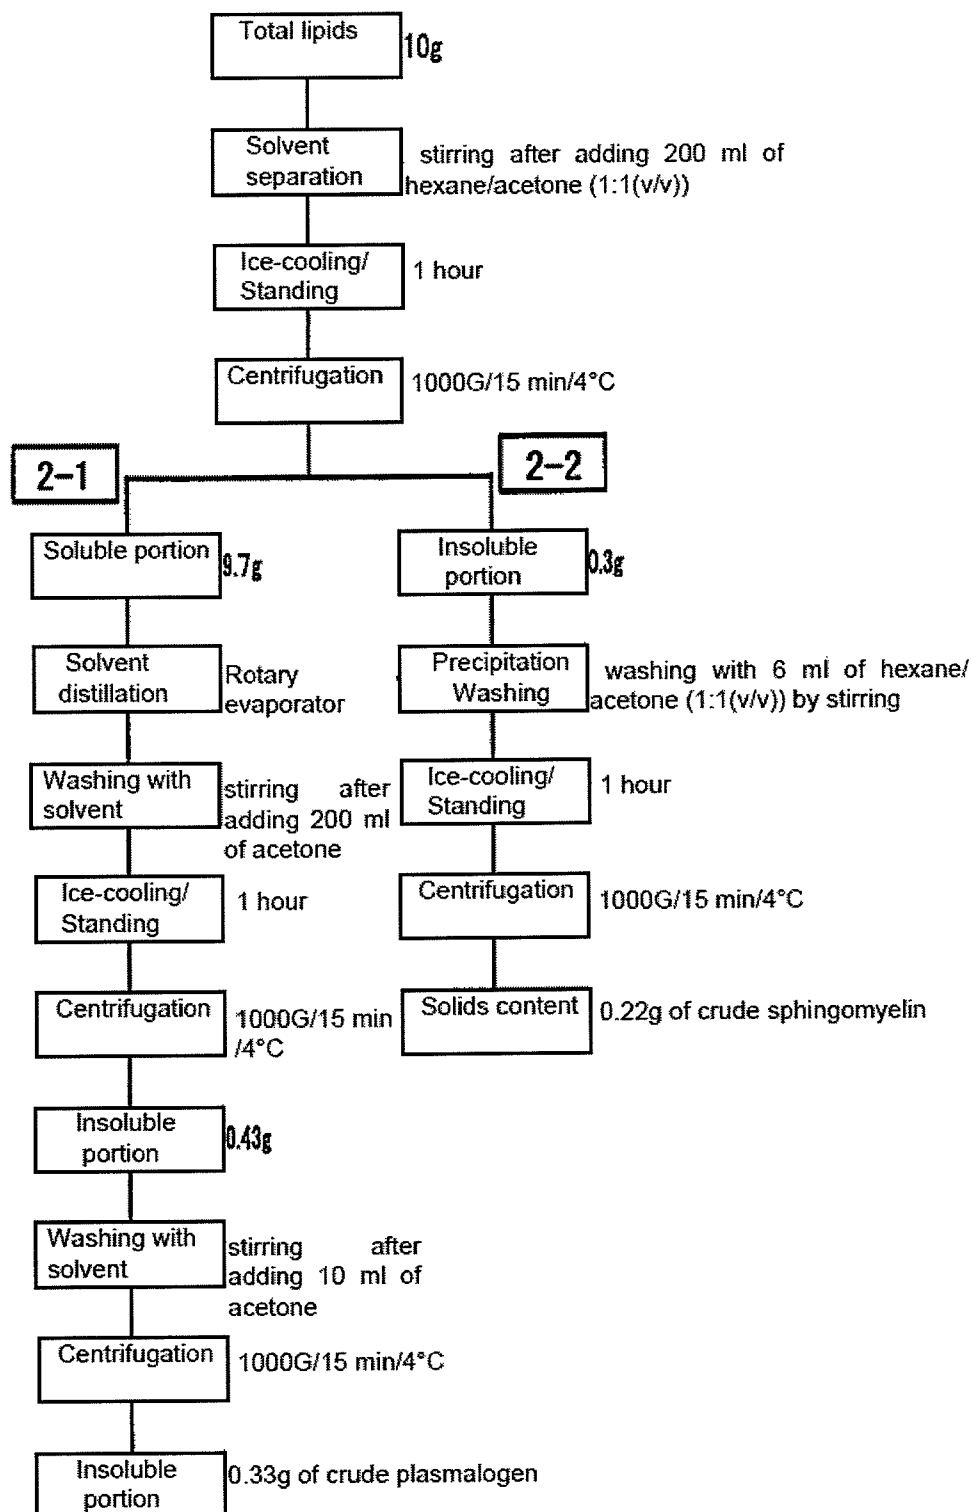 Total lipids
10g
Solvent
separation
stirring after adding 200 ml of
hexane/acetone (1:1(v/v))
Ice-cooling/
Standing
1 hour
Centrifugation
1000G/15 min/4°C
2-1
2-2
Soluble portion
9.7g
Insoluble
portion
0.3g
Solvent
distillation
Rotary
evaporator
Precipitation
Washing
washing with 6 ml of hexane/
acetone (1:1(v/v)) by stirring
Washing with
solvent
stirring after
adding 200 ml
of acetone
Ice-cooling/
Standing
1 hour
Ice-cooling/
Standing
1 hour
Centrifugation
1000G/15 min/4°C
Centrifugation
1000G/15 min
/4°C
Solids content
0.22g of crude sphingomyelin
Insoluble
portion
0.43g
Washing with
solvent
stirring after
adding 10 ml of
acetone
Centrifugation
1000G/15 min/4°C
Insoluble
portion
0.33g of crude plasmalogen